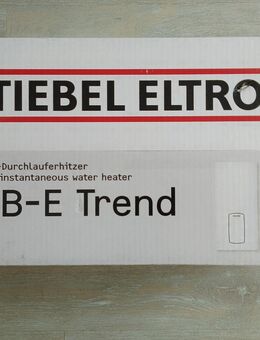 TIEBEL ELTRO
-Durchlauferhitzer
instantaneous water heater
B-E Trend